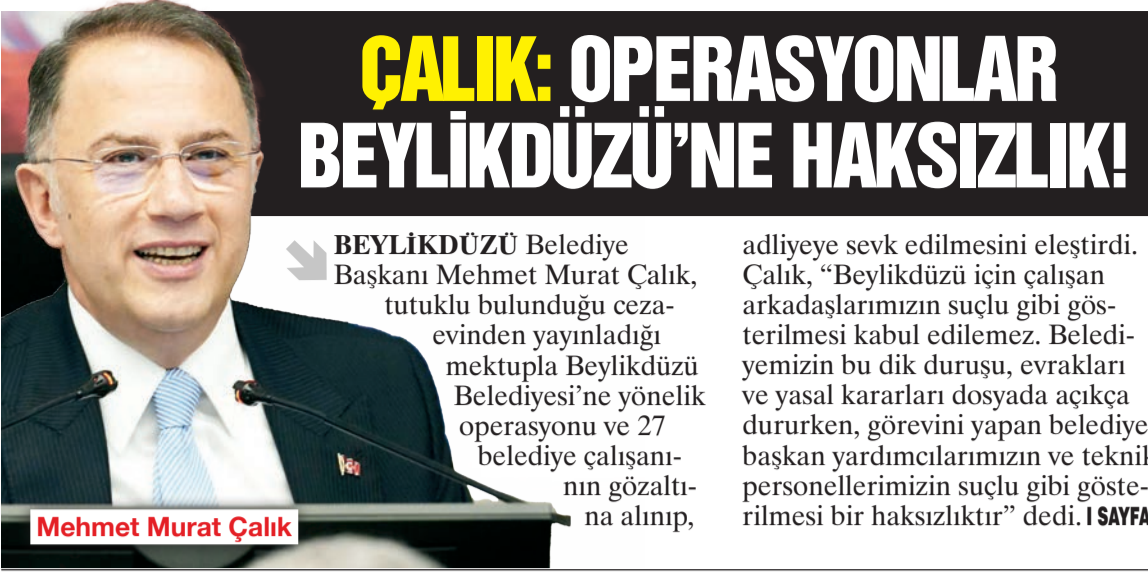 ÇALIK: OPERASYONLAR
BEYLİKDÜZÜ'NE HAKSIZLIK!
BEYLİKDÜZÜ Belediye
Başkanı Mehmet Murat Çalık,
tutuklu bulunduğu ceza-
evinden yayınladığı
mektupla Beylikdüzü
Belediyesi'ne yönelik
operasyonu ve 27
belediye çalışanı-
nın gözaltı-
na alınıp,
adliyeye sevk edilmesini eleştirdi.
Çalık, “Beylikdüzü için çalışan
arkadaşlarımızın suçlu gibi gös-
terilmesi kabul edilemez. Beledi-
yemizin bu dik duruşu, evrakları
ve yasal kararları dosyada açıkça
dururken, görevini yapan belediye
başkan yardımcılarımızın ve teknik
personellerimizin suçlu gibi göste-
rilmesi bir haksızlıktır” dedi. I SAYFA
Mehmet Murat Çalık